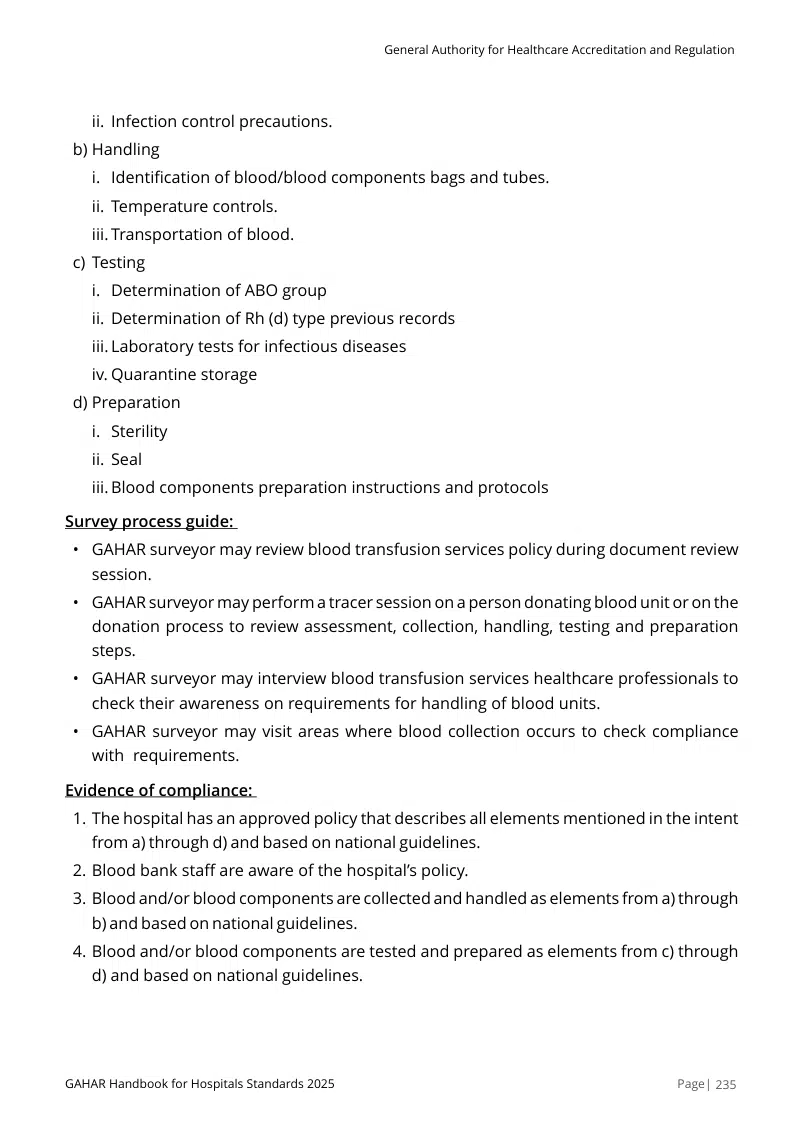 General Authority for Healthcare Accreditation and Regulation
ii. Infection control precautions.
b) Handling
i. Identification of blood/blood components bags and tubes.
ii. Temperature controls.
iii. Transportation of blood.
c) Testing
i. Determination of ABO group
ii. Determination of Rh (d) type previous records
iii. Laboratory tests for infectious diseases
iv. Quarantine storage
d) Preparation
i. Sterility
ii. Seal
iii. Blood components preparation instructions and protocols
Survey process guide:
• GAHAR surveyor may review blood transfusion services policy during document review
session.
• GAHAR surveyor may perform a tracer session on a person donating blood unit or on the
donation process to review assessment, collection, handling, testing and preparation
steps.
• GAHAR surveyor may interview blood transfusion services healthcare professionals to
check their awareness on requirements for handling of blood units.
• GAHAR surveyor may visit areas where blood collection occurs to check compliance
with requirements.
Evidence of compliance:
1. The hospital has an approved policy that describes all elements mentioned in the intent
from a) through d) and based on national guidelines.
2. Blood bank staff are aware of the hospital’s policy.
3. Blood and/or blood components are collected and handled as elements from a) through
b) and based on national guidelines.
4. Blood and/or blood components are tested and prepared as elements from c) through
d) and based on national guidelines.
GAHAR Handbook for Hospitals Standards 2025
Page| 235